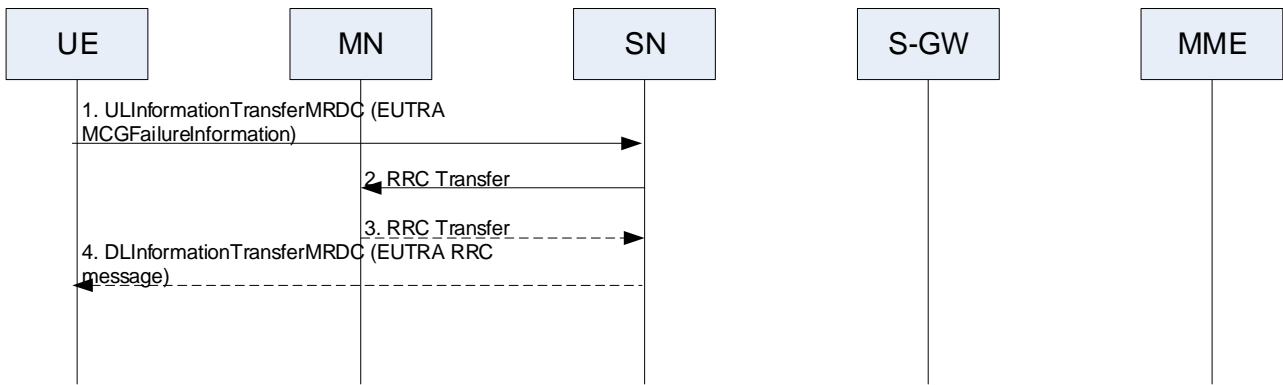 UE
MN
SN
S-GW
MME
1. ULInformationTransferMRDC (EUTRA
MCGFailureInformation)
2. RRC Transfer
3. RRC Transfer
4. DLInformationTransferMRDC (EUTRA RRC
message)